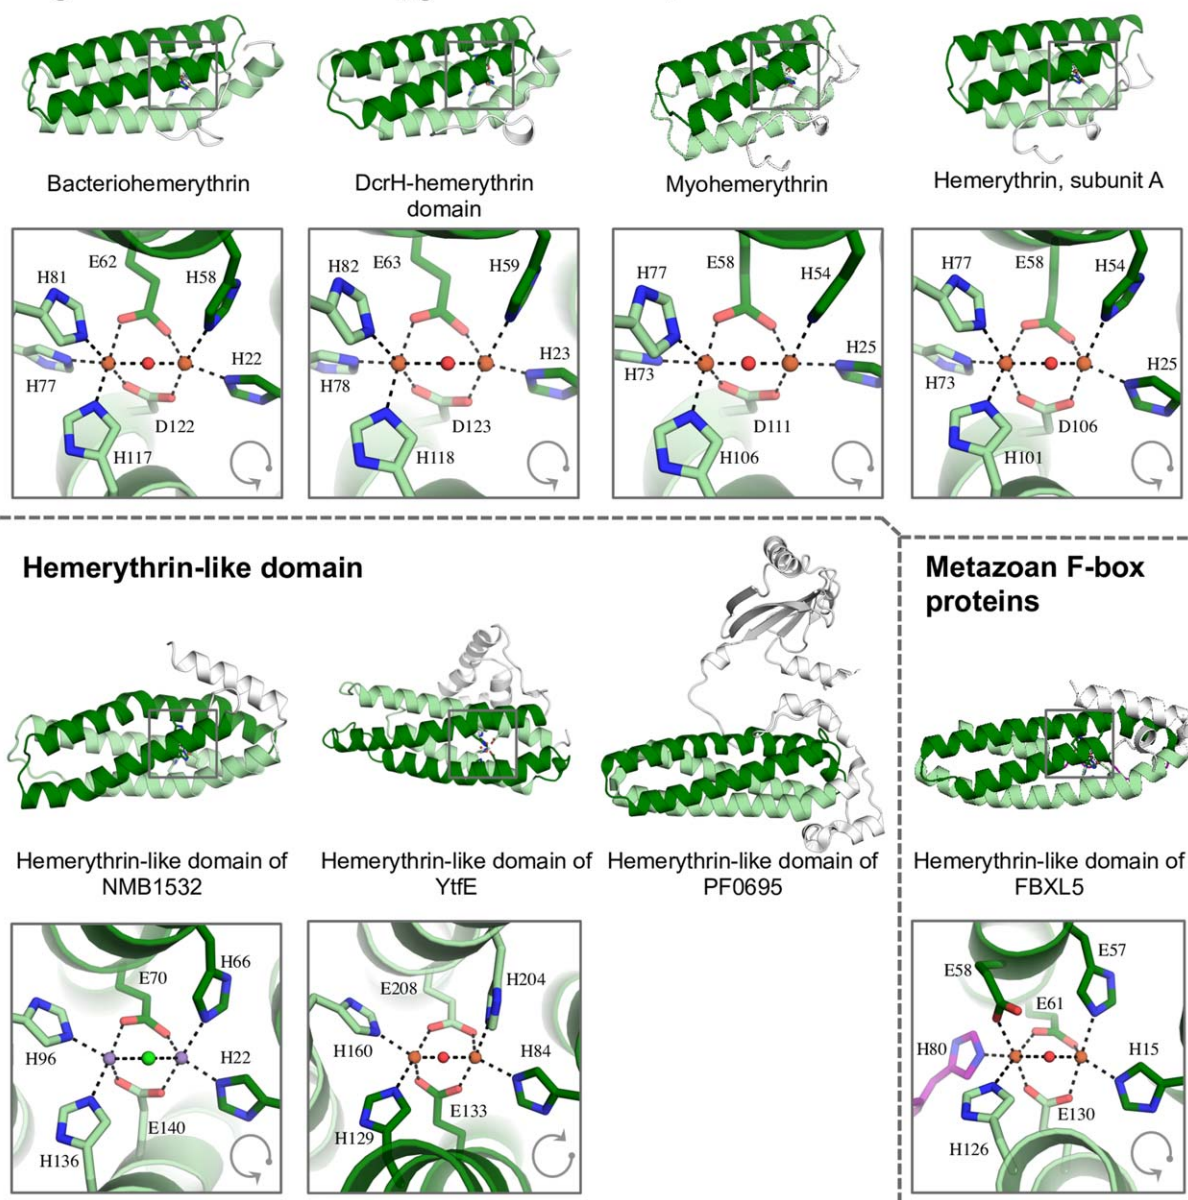 Bacteriohemerythrin
DcrH-hemerythrin
domain
Myohemerythrin
Hemerythrin, subunit A
E62
H58
H81
H22
H77
D122
H117
E63
H59
H82
H23
H78
D123
H118
E58
H54
H77
H25
H73
D111
H106
E58
H54
H77
H25
H73
D106
H101
Hemerythrin-like domain
Metazoan F-box
proteins
Hemerythrin-like domain of
NMB1532
Hemerythrin-like domain of
YtfE
Hemerythrin-like domain of
PF0695
Hemerythrin-like domain of
FBXL5
H66
E70
H96
H22
E140
H136
E208
H204
H160
H84
E133
H129
E57
E58
E61
H80
H15
E130
H126